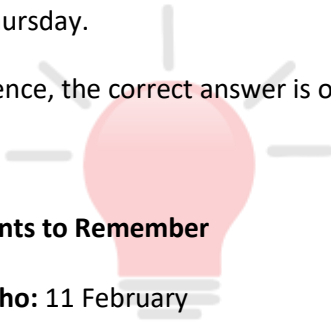 ursday.
ence, the correct answer is o
nts to Remember
ho: 11 February